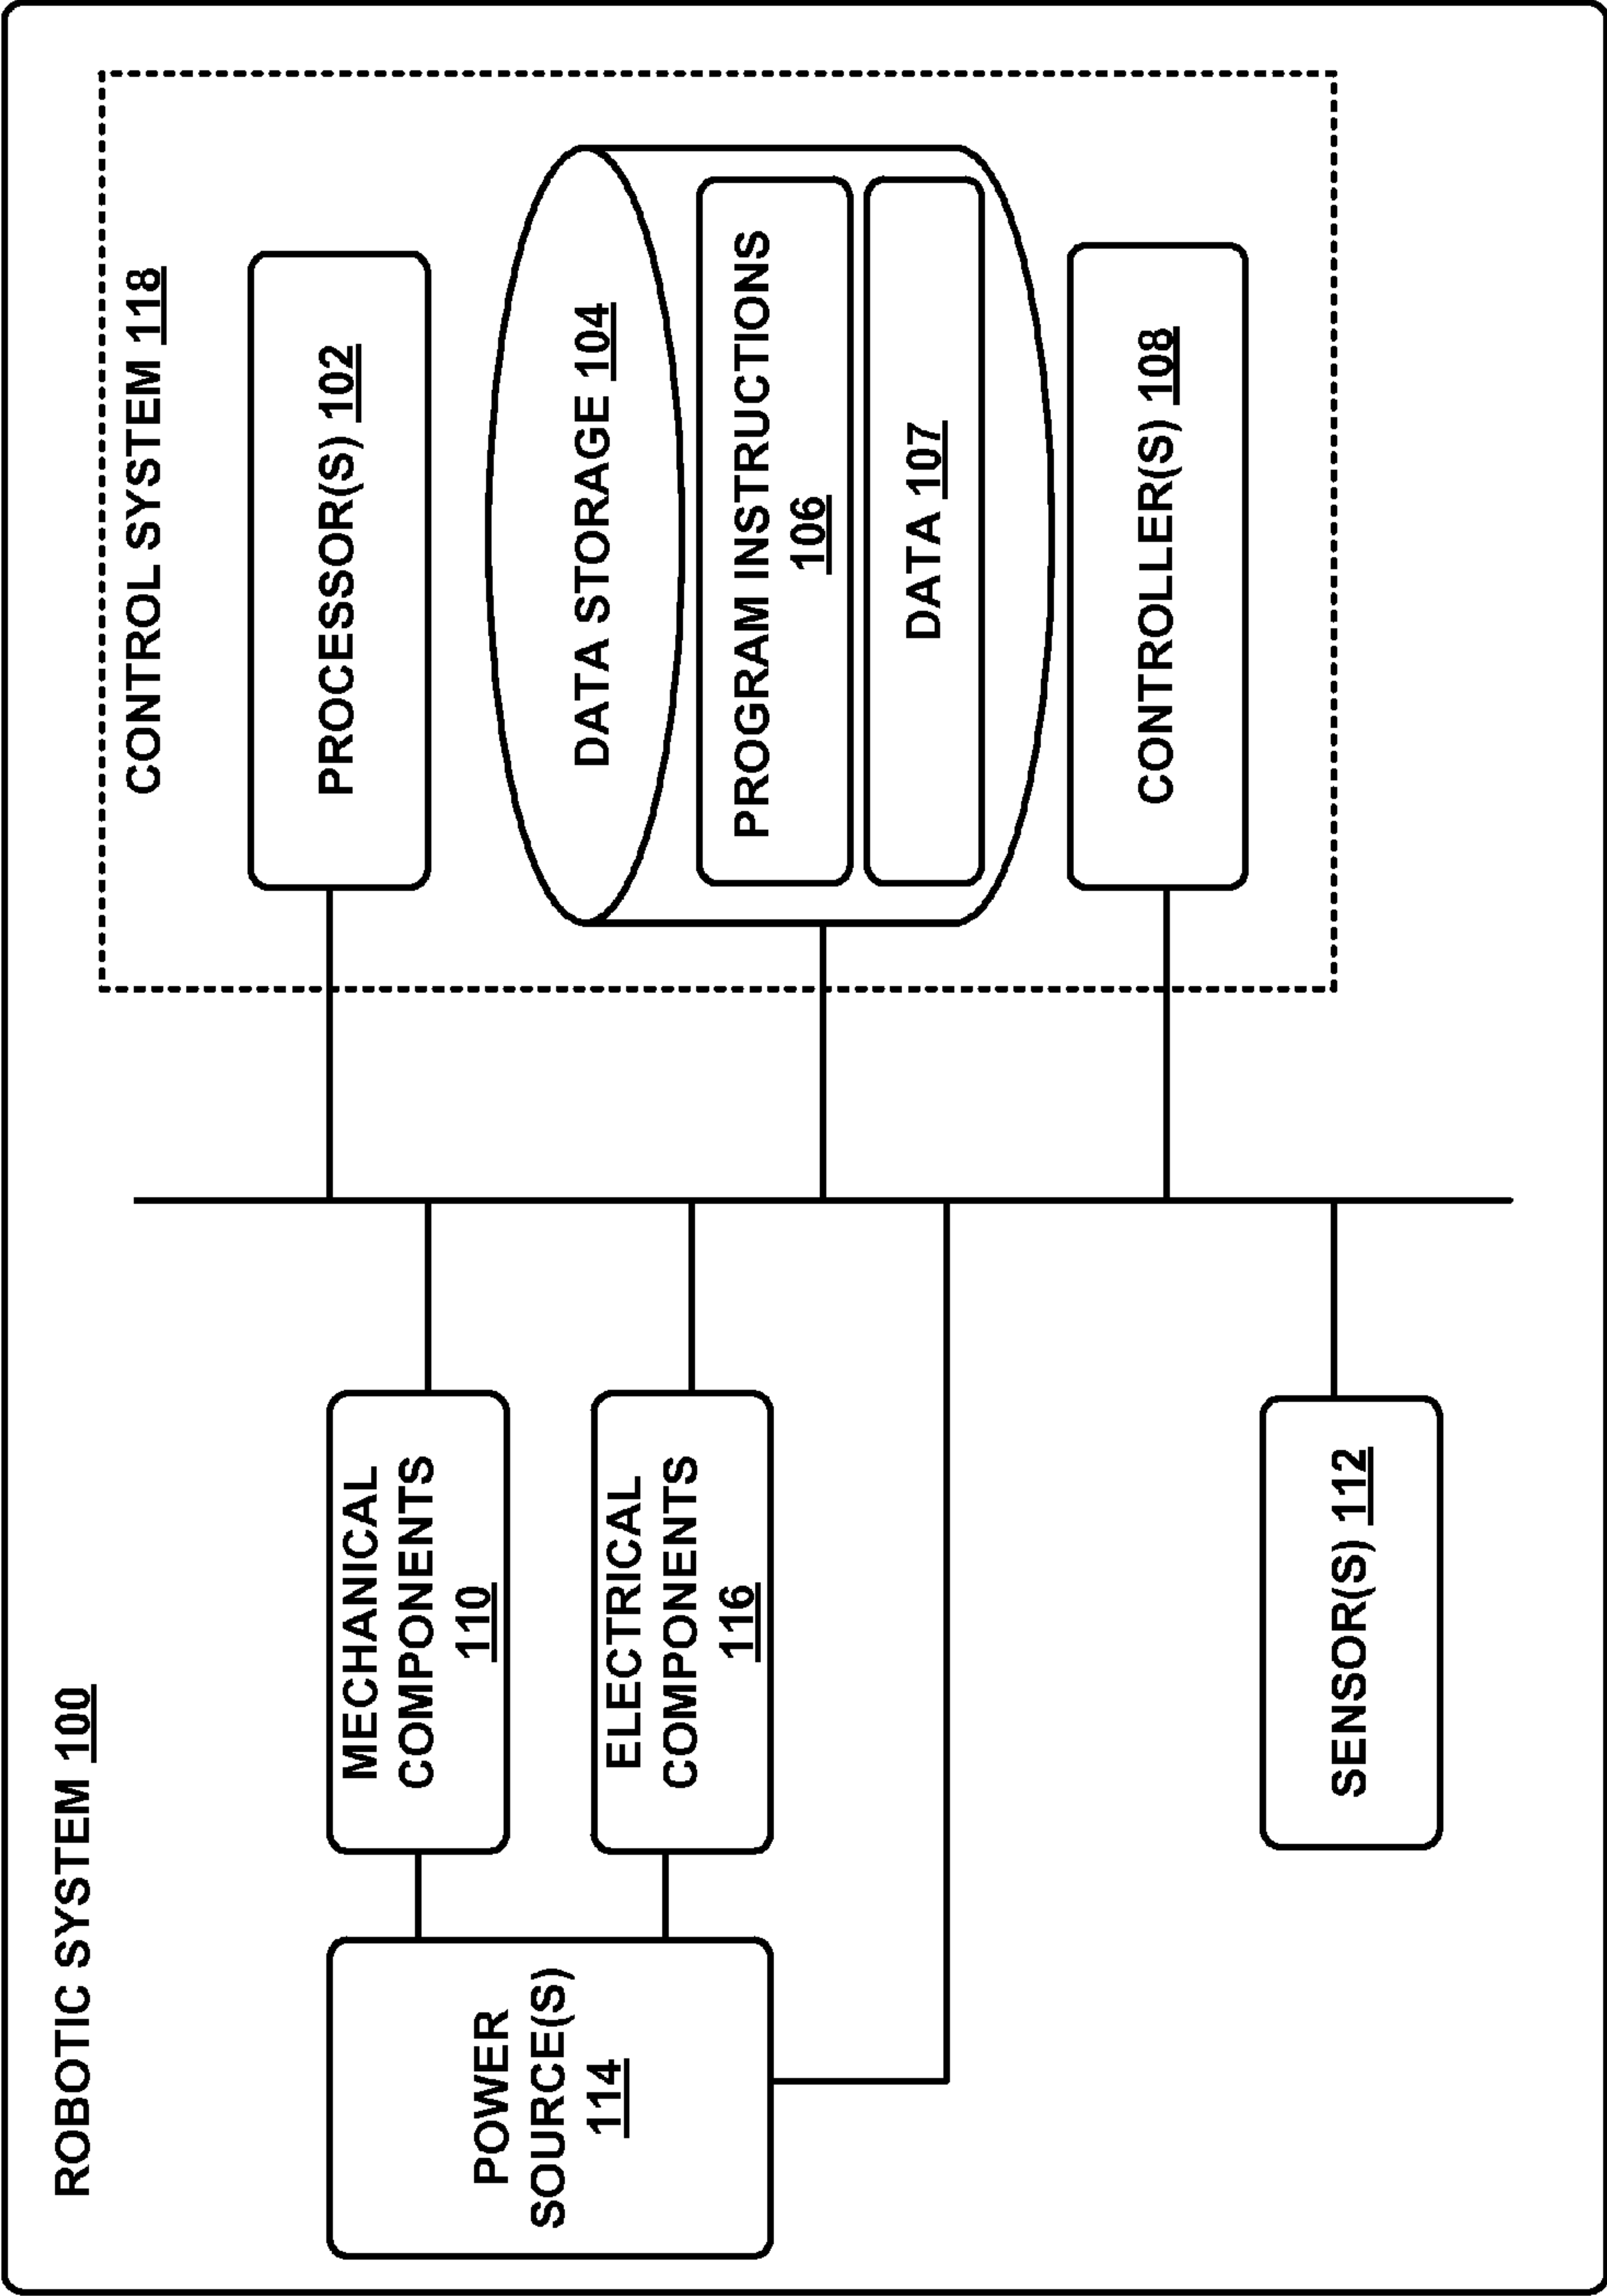 ROBOTIC SYSTEM 100
CONTROL SYSTEM 118
POWER
SOURCE(S)
114
MECHANICAL
COMPONENTS
110
ELECTRICAL
COMPONENTS
116
SENSOR(S) 112
PROCESSOR(S) 102
DATA STORAGE 104
PROGRAM INSTRUCTIONS
106
DATA 107
CONTROLLER(S) 108